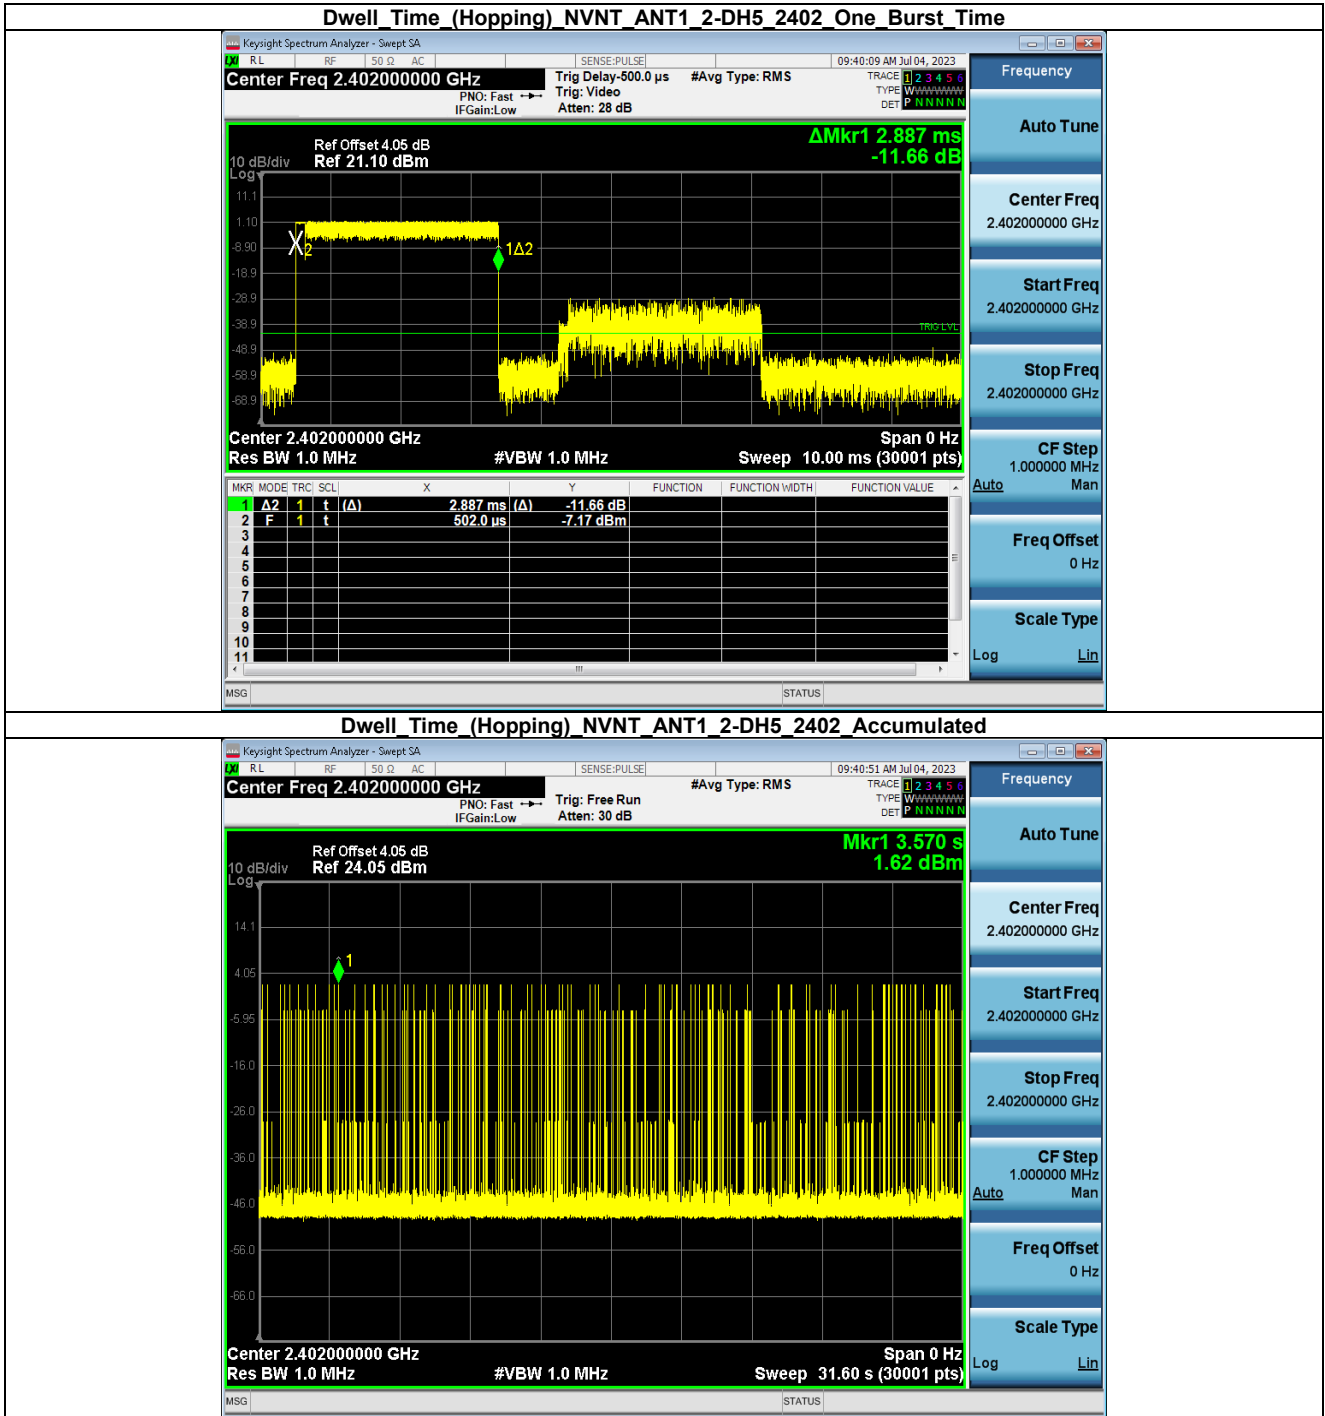 Dwell_Time_(Hopping)_NVNT_ANT1_2-DH5_2402_One_Burst_Time
Keysight Spectrum Analyzer - Swept SA
LXI RL RF 50 Ω AC SENSE:PULSE 09:40:09 AM Jul 04, 2023
Center Freq 2.402000000 GHz
PNO: Fast
IFGain:Low
Trig Delay-500.0 µs
Trig: Video
Atten: 28 dB
#Avg Type: RMS
TRACE 1 2 3 4 5 6
TYPE WWWWWW
DET P N N N N N
Frequency
Auto Tune
Center Freq
2.402000000 GHz
Start Freq
2.402000000 GHz
Stop Freq
2.402000000 GHz
CF Step
1.000000 MHz
Auto Man
Freq Offset
0 Hz
Scale Type
Log Lin
ΔMkr1 2.887 ms
-11.66 dB
Ref Offset 4.05 dB
10 dB/div Ref 21.10 dBm
Log
11.1
1.10
-8.90
-18.9
-28.9
-38.9
-48.9
-58.9
-68.9
2
1Δ2
TRIG LVL
Center 2.402000000 GHz Span 0 Hz
Res BW 1.0 MHz #VBW 1.0 MHz Sweep 10.00 ms (30001 pts)
MKR MODE TRC SCL X Y FUNCTION FUNCTION WIDTH FUNCTION VALUE
1 Δ2 1 t (Δ) 2.887 ms (Δ) -11.66 dB
2 F 1 t 502.0 µs -7.17 dBm
3
4
5
6
7
8
9
10
11
MSG STATUS
Dwell_Time_(Hopping)_NVNT_ANT1_2-DH5_2402_Accumulated
Keysight Spectrum Analyzer - Swept SA
LXI RL RF 50 Ω AC SENSE:PULSE 09:40:51 AM Jul 04, 2023
Center Freq 2.402000000 GHz
PNO: Fast
IFGain:Low
Trig: Free Run
Atten: 30 dB
#Avg Type: RMS
TRACE 1 2 3 4 5 6
TYPE WWWWWW
DET P N N N N N
Frequency
Auto Tune
Center Freq
2.402000000 GHz
Start Freq
2.402000000 GHz
Stop Freq
2.402000000 GHz
CF Step
1.000000 MHz
Auto Man
Freq Offset
0 Hz
Scale Type
Log Lin
Mkr1 3.570 s
1.62 dBm
Ref Offset 4.05 dB
10 dB/div Ref 24.05 dBm
Log
14.1
4.05
-5.95
-16.0
-26.0
-36.0
-46.0
-56.0
-66.0
1
Center 2.402000000 GHz Span 0 Hz
Res BW 1.0 MHz #VBW 1.0 MHz Sweep 31.60 s (30001 pts)
MSG STATUS